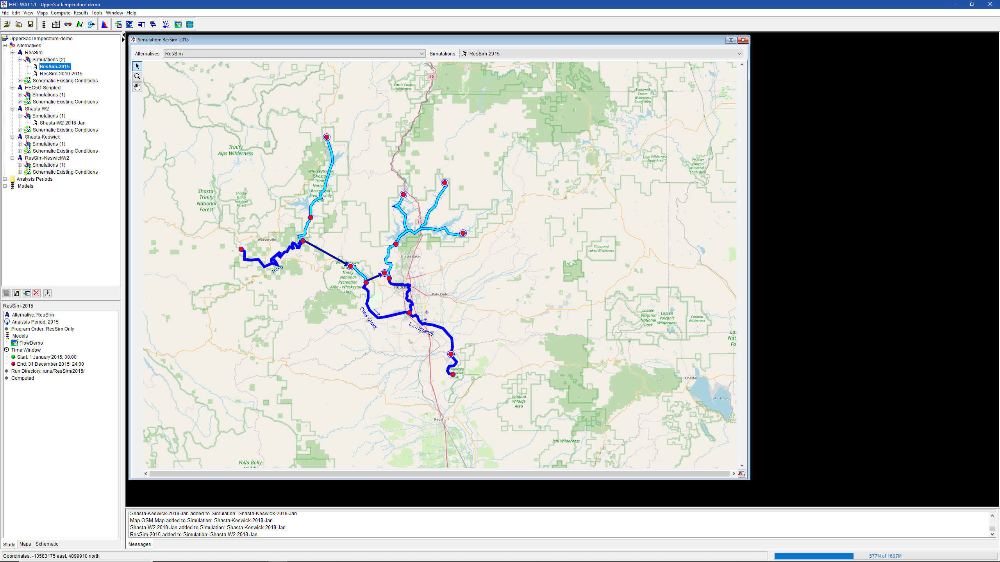 HEC-WAT 1.1 - UpperSacTemperature-demo
File Edit View Maps Compute Results Tools Window Help
UpperSacTemperature-demo
Alternatives
ResSim
Simulations (2)
ResSim-2015
ResSim-2010-2015
Schematic:Existing Conditions
HEC5Q-Scripted
Simulations (1)
Schematic:Existing Conditions
Shasta-W2
Simulations (1)
Shasta-W2-2018-Jan
Schematic:Existing Conditions
Shasta-Keswick
Simulations (1)
Schematic:Existing Conditions
ResSim-KeswickW2
Simulations (1)
Schematic:Existing Conditions
Analysis Periods
Models
ResSim-2015
Alternative: ResSim
Analysis Period: 2015
Program Order: ResSim Only
Models
FlowDemo
Time Window
Start: 1 January 2015, 00:00
End: 31 December 2015, 24:00
Run Directory: runs/ResSim/2015/
Computed
Study Maps Schematic
Simulation: ResSim-2015
Alternatives ResSim Simulations ResSim-2015
I 5
Castle Crags
Wilderness
Timbered
Crater
Wilderness
Study Area
Trinity
Alps Wilderness
Lava Wilderness
Study Area
Pit River
Canyon
Wilderness
Study Area
Whiskeytown-
Shasta-
Trinity
National
Recreation
Area - Trinity
Unit
Shasta-
Trinity
National
Forest
Shasta-
Trinity
National
Forest
I 5
Weaverville
Thousand
Lakes Wilderness
Shasta Lake
Trinity
Trinity
National
Recreation
Area - Whiskeytown
Unit
Palo Cedro
Clear Creek
Sacramento
Lassen
Volcanic
National
Park
Lassen
Volcanic
Wilderness
Caribou
Wilderness
Las
Nat
Fo
Sacramento
Bend
(BLM)
Chester
Lake Almanor
Tehama
Wildlife
Area
Red Bluff
Ishi Wilderness
Yolla Bolly-
Shasta-Keswick-2018-Jan added to Simulation: Shasta-Keswick-2018-Jan
Map OSM Map added to Simulation: Shasta-Keswick-2018-Jan
Shasta-W2-2018-Jan added to Simulation: Shasta-Keswick-2018-Jan
ResSim-2015 added to Simulation: Shasta-W2-2018-Jan
Messages
Coordinates: -13583175 east, 4899910 north
577M of 1607M